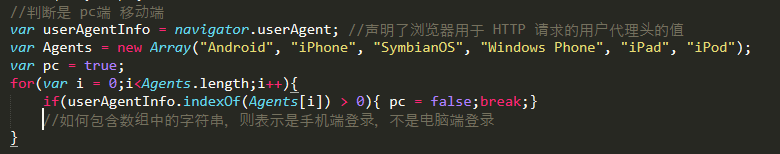 //判断是 pc端 移动端
var userAgentInfo = navigator.userAgent; //声明了浏览器用于 HTTP 请求的用户代理头的值
var Agents = new Array("Android", "iPhone", "SymbianOS", "Windows Phone", "iPad", "iPod");
var pc = true;
for(var i = 0;i<Agents.length;i++){
if(userAgentInfo.indexOf(Agents[i]) > 0){ pc = false;break;}
//如何包含数组中的字符串，则表示是手机端登录，不是电脑端登录
}